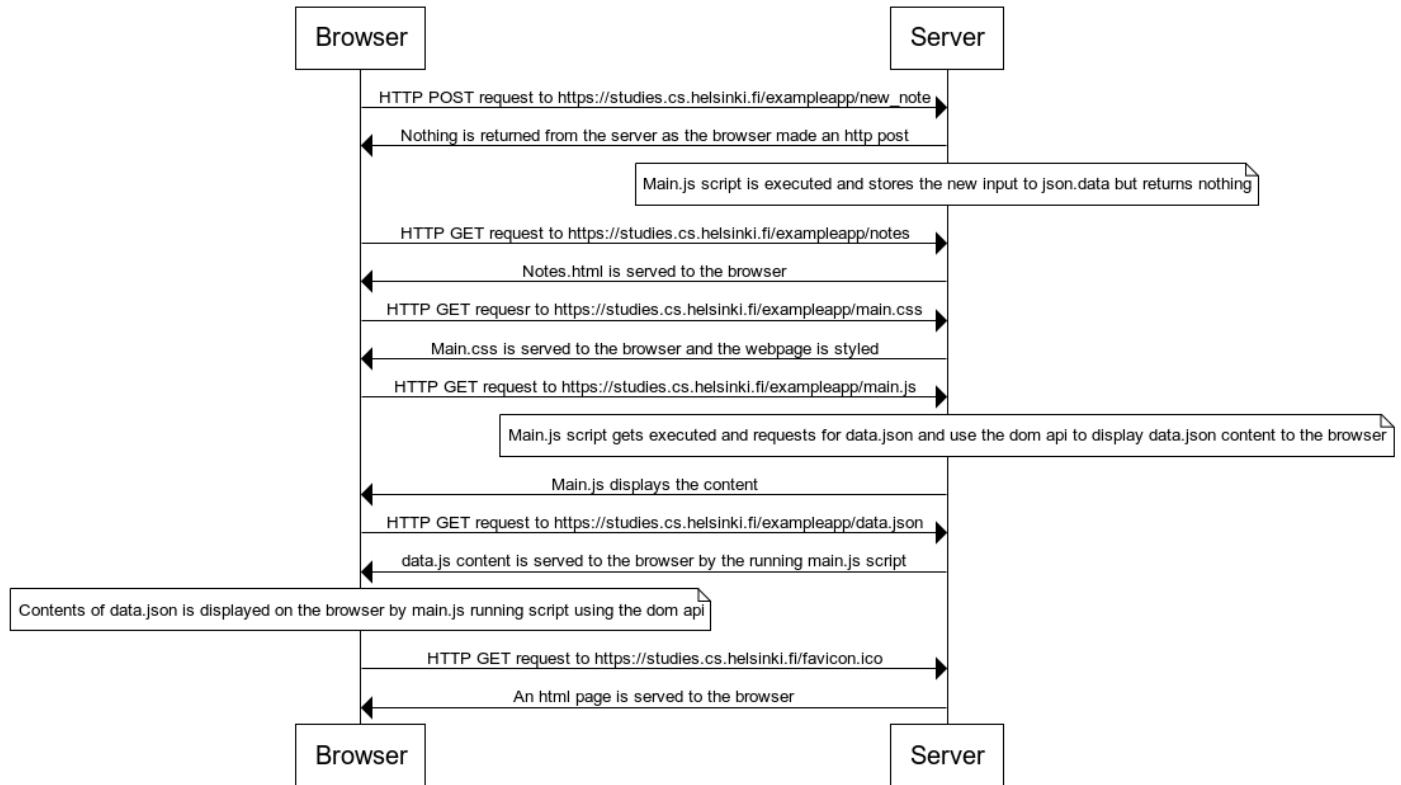 Browser
Server
HTTP POST request to https://studies.cs.helsinki.fi/exampleapp/new_note
Nothing is returned from the server as the browser made an http post
Main.js script is executed and stores the new input to json.data but returns nothing
HTTP GET request to https://studies.cs.helsinki.fi/exampleapp/notes
Notes.html is served to the browser
HTTP GET requesr to https://studies.cs.helsinki.fi/exampleapp/main.css
Main.css is served to the browser and the webpage is styled
HTTP GET request to https://studies.cs.helsinki.fi/exampleapp/main.js
Main.js script gets executed and requests for data.json and use the dom api to display data.json content to the browser
Main.js displays the content
HTTP GET request to https://studies.cs.helsinki.fi/exampleapp/data.json
data.js content is served to the browser by the running main.js script
Contents of data.json is displayed on the browser by main.js running script using the dom api
HTTP GET request to https://studies.cs.helsinki.fi/favicon.ico
An html page is served to the browser
Browser
Server